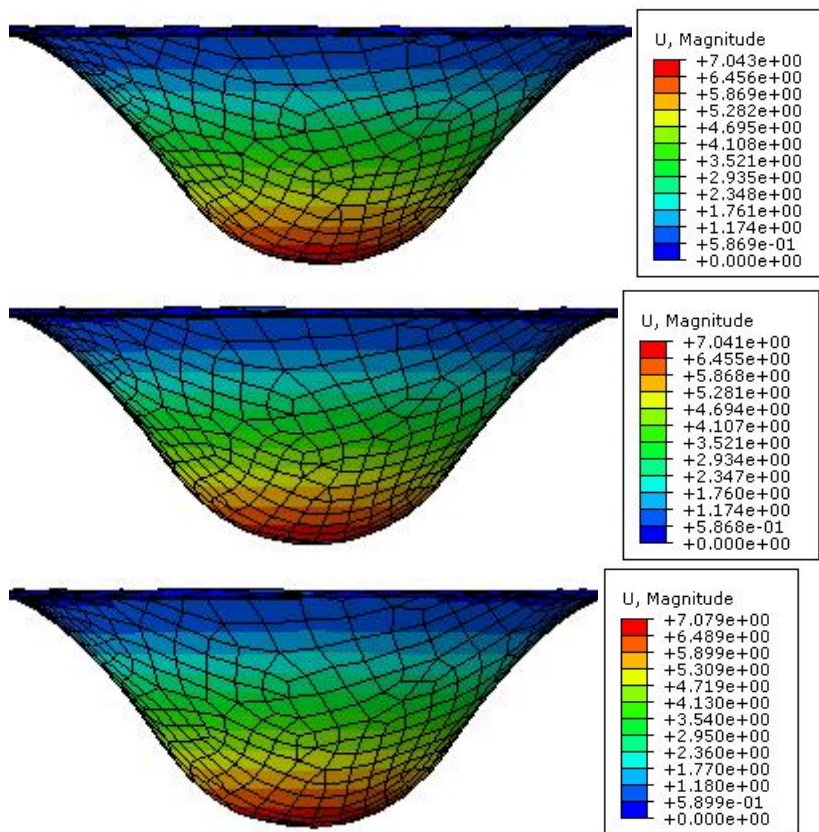 U, Magnitude
+7.043e+00
+6.456e+00
+5.869e+00
+5.282e+00
+4.695e+00
+4.108e+00
+3.521e+00
+2.935e+00
+2.348e+00
+1.761e+00
+1.174e+00
+5.869e-01
+0.000e+00
U, Magnitude
+7.041e+00
+6.455e+00
+5.868e+00
+5.281e+00
+4.694e+00
+4.107e+00
+3.521e+00
+2.934e+00
+2.347e+00
+1.760e+00
+1.174e+00
+5.868e-01
+0.000e+00
U, Magnitude
+7.079e+00
+6.489e+00
+5.899e+00
+5.309e+00
+4.719e+00
+4.130e+00
+3.540e+00
+2.950e+00
+2.360e+00
+1.770e+00
+1.180e+00
+5.899e-01
+0.000e+00